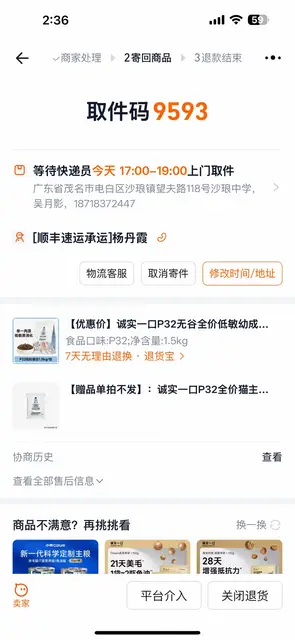 2:36
59
商家处理
2寄回商品
3退款结束
取件码 9593
等待快递员今天 17:00-19:00上门取件
广东省茂名市电白区沙琅镇望夫路118号沙琅中学,
吴月影，18718372447
[顺丰速运承运]杨丹霞
物流客服
取消寄件
修改时间/地址
【优惠价】诚实一口P32无谷全价低敏幼成...
食品口味:P32;净含量:1.5kg
7天无理由退换 · 退货宝
【赠品单拍不发】：诚实一口P32全价猫主...
协商历史
查看
查看全部售后信息
商品不满意？再挑挑看
换一换
新一代科学定制主粮
21天美毛
28天
增强抵抗力
卖家
平台介入
关闭退货